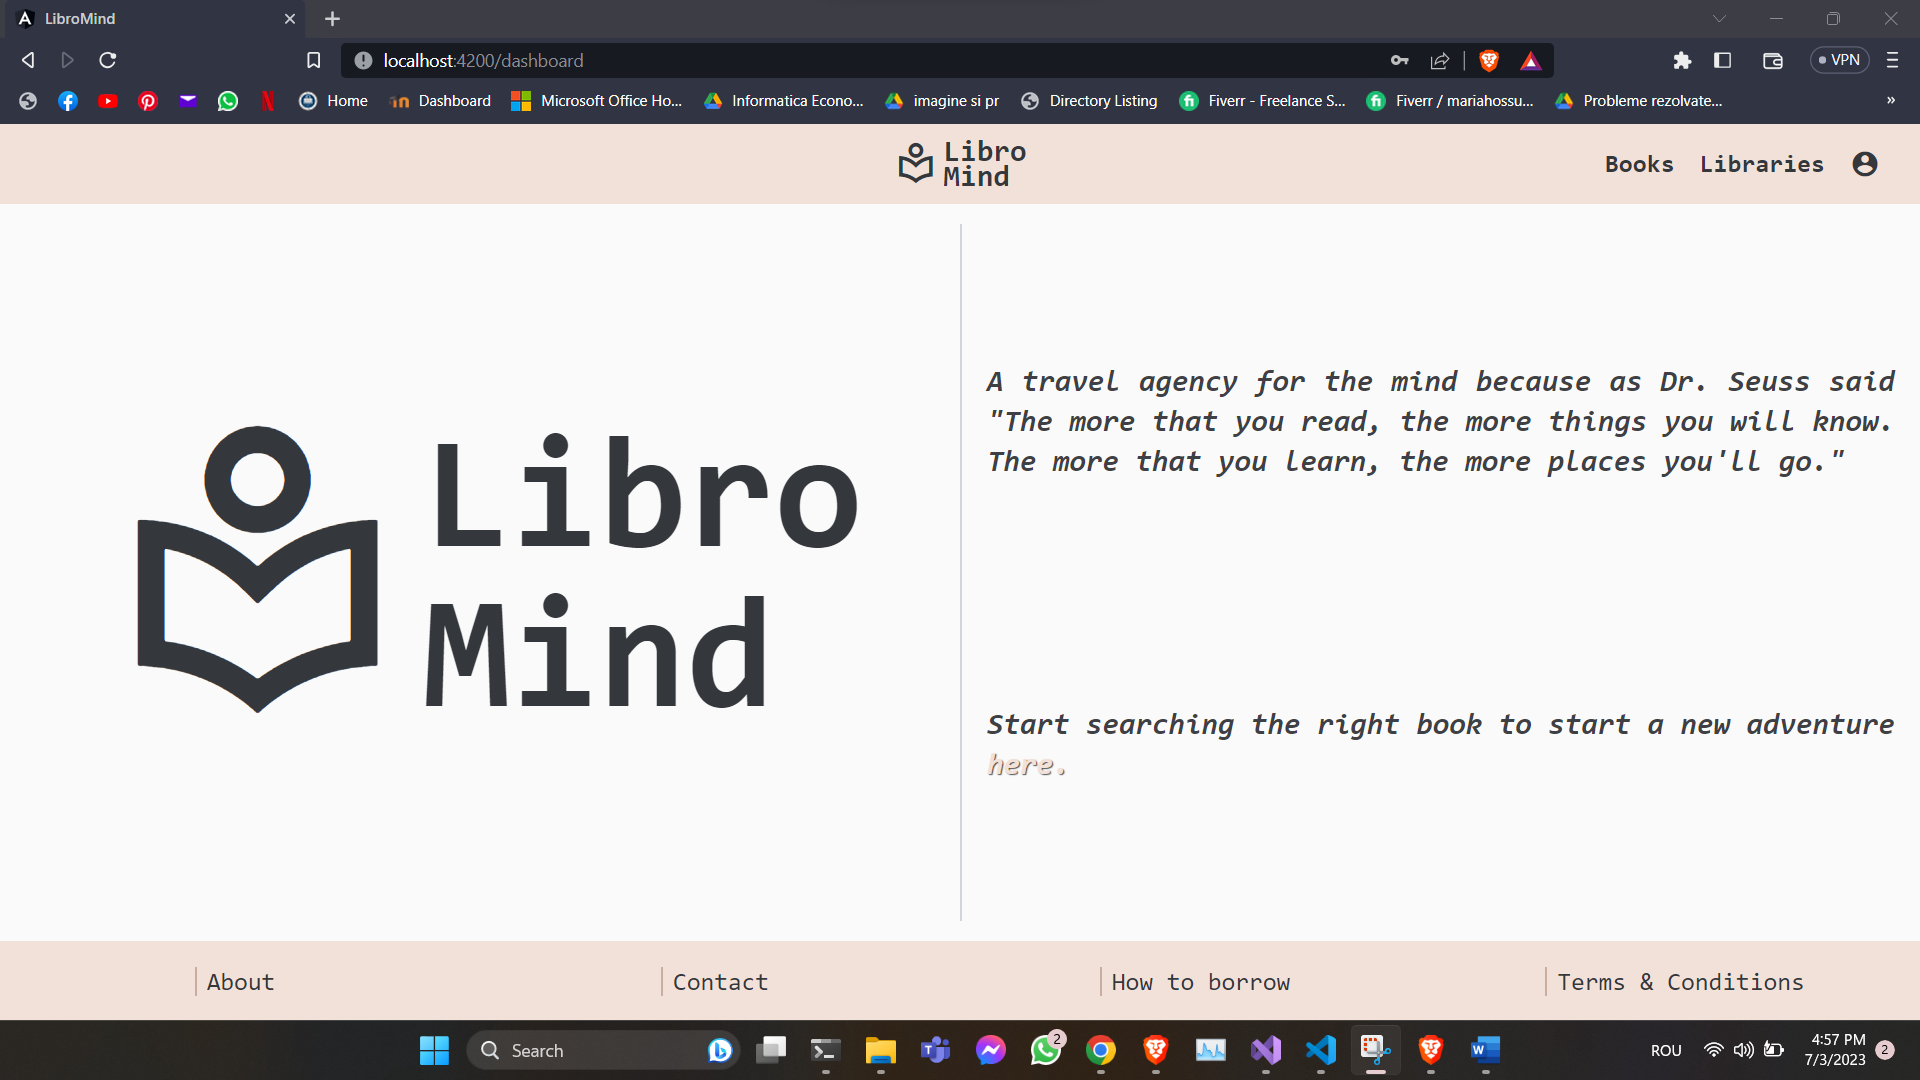 LibroMind
localhost:4200/dashboard
VPN
Home
Dashboard
Microsoft Office Ho...
Informatica Econo...
imagine si pr
Directory Listing
Fiverr - Freelance S...
Fiverr / mariahossu...
Probleme rezolvate...
»
Libro
Mind
Books
Libraries
Libro
Mind
A travel agency for the mind because as Dr. Seuss said
"The more that you read, the more things you will know.
The more that you learn, the more places you'll go."
Start searching the right book to start a new adventure
here.
About
Contact
How to borrow
Terms & Conditions
Search
2
ROU
4:57 PM
7/3/2023
2